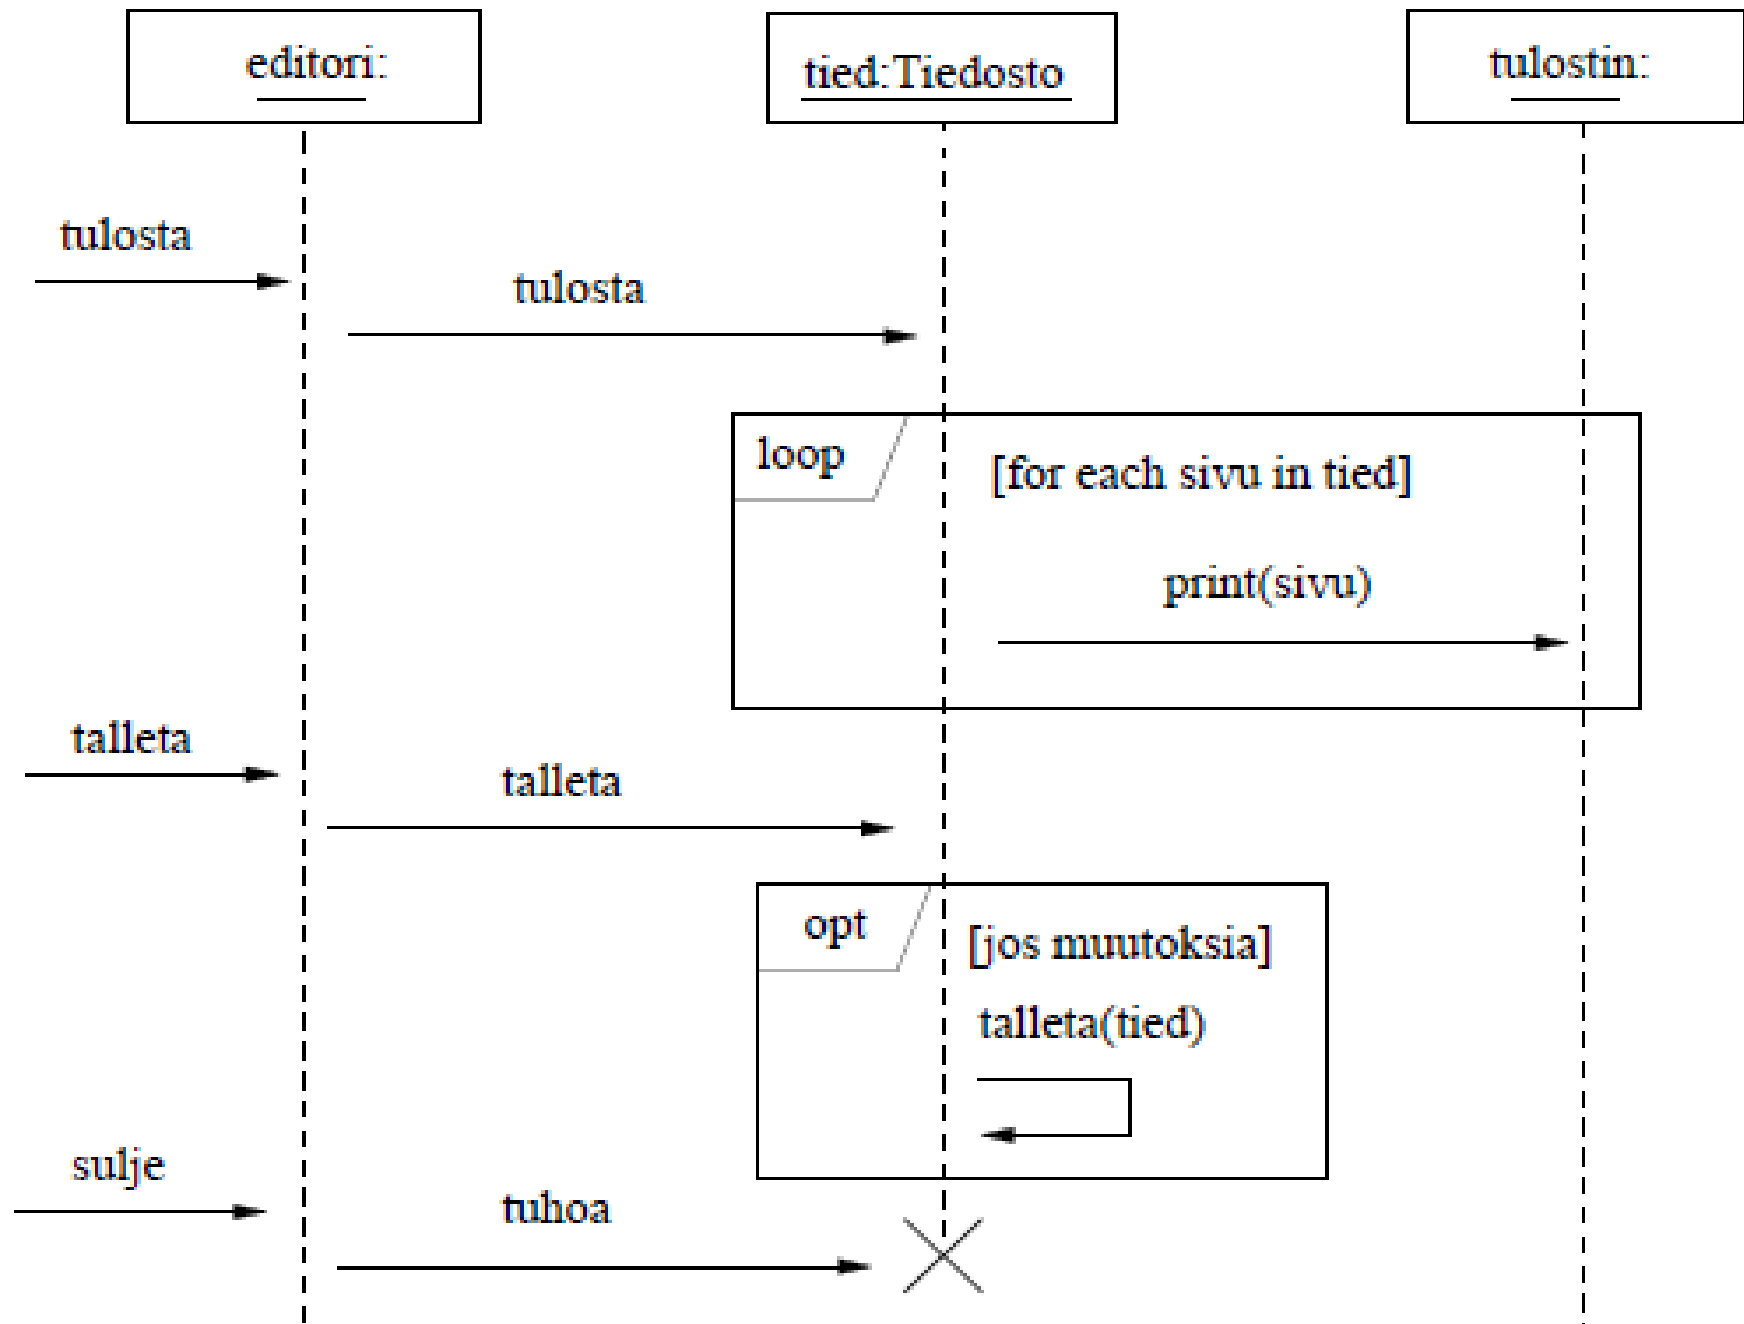 editori:
tied:Tiedosto
tulostin:
tulosta
tulosta
loop
[for each sivu in tied]
print(sivu)
talleta
talleta
opt
[jos muutoksia]
talleta(tied)
sulje
tuhoa